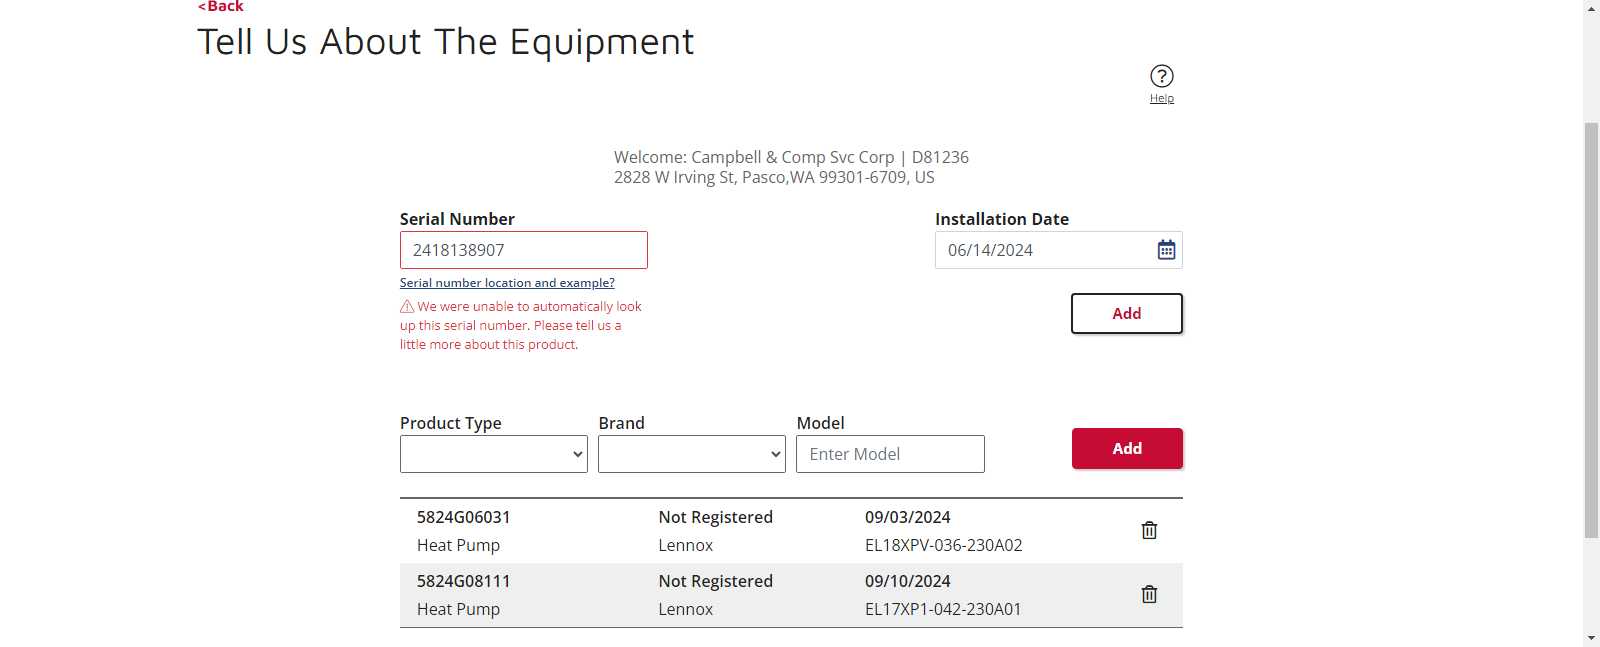 <Back
Tell Us About The Equipment
?
Help
Welcome: Campbell & Comp Svc Corp | D81236
2828 W Irving St, Pasco,WA 99301-6709, US
Serial Number
2418138907
Serial number location and example?
We were unable to automatically look
up this serial number. Please tell us a
little more about this product.
Installation Date
06/14/2024
Add
Product Type
Brand
Model
Enter Model
Add
5824G06031 Not Registered 09/03/2024
Heat Pump Lennox EL18XPV-036-230A02
5824G08111 Not Registered 09/10/2024
Heat Pump Lennox EL17XP1-042-230A01